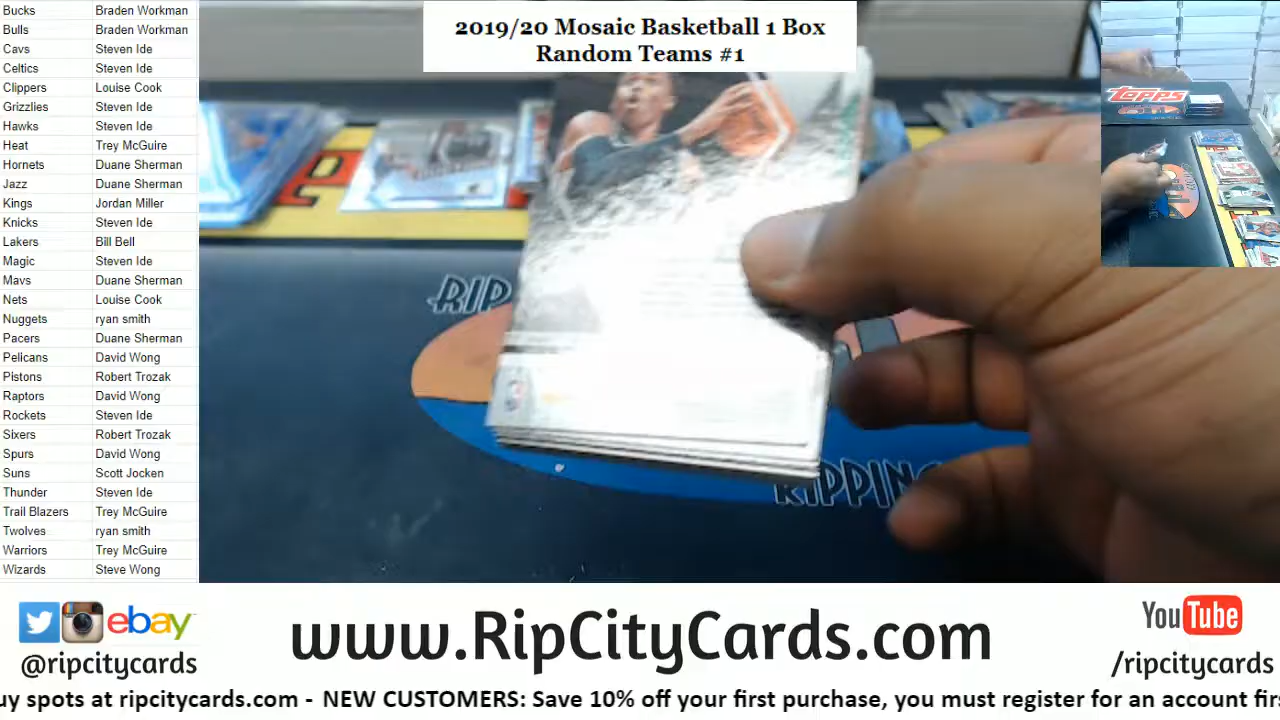 2019/20 Mosaic Basketball 1 Box
Random Teams #1
Bucks Braden Workman
Bulls Braden Workman
Cavs Steven Ide
Celtics Steven Ide
Clippers Louise Cook
Grizzlies Steven Ide
Hawks Steven Ide
Heat Trey McGuire
Hornets Duane Sherman
Jazz Duane Sherman
Kings Jordan Miller
Knicks Steven Ide
Lakers Bill Bell
Magic Steven Ide
Mavs Duane Sherman
Nets Louise Cook
Nuggets ryan smith
Pacers Duane Sherman
Pelicans David Wong
Pistons Robert Trozak
Raptors David Wong
Rockets Steven Ide
Sixers Robert Trozak
Spurs David Wong
Suns Scott Jocken
Thunder Steven Ide
Trail Blazers Trey McGuire
Twolves ryan smith
Warriors Trey McGuire
Wizards Steve Wong
topps
RIP
RIPPING
ebay
@ripcitycards
www.RipCityCards.com
YouTube
/ripcitycards
uy spots at ripcitycards.com - NEW CUSTOMERS: Save 10% off your first purchase, you must register for an account firs